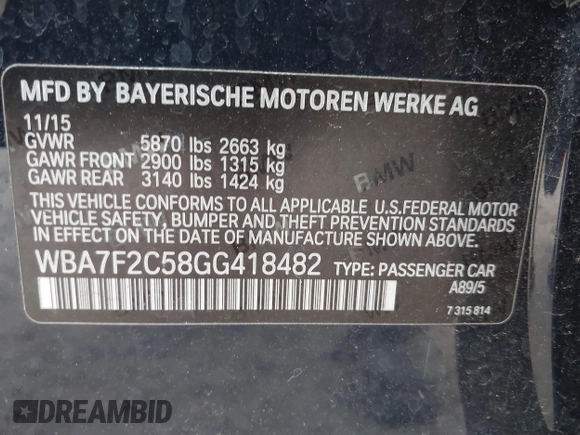 MFD BY BAYERISCHE MOTOREN WERKE AG
11/15
GVWR 5870 lbs 2663 kg
GAWR FRONT 2900 lbs 1315 kg
GAWR REAR 3140 lbs 1424 kg
THIS VEHICLE CONFORMS TO ALL APPLICABLE U.S.FEDERAL MOTOR
VEHICLE SAFETY, BUMPER AND THEFT PREVENTION STANDARDS
IN EFFECT ON THE DATE OF MANUFACTURE SHOWN ABOVE.
WBA7F2C58GG418482 TYPE: PASSENGER CAR
A89/5
7 315 814
BMW
DREAMBID